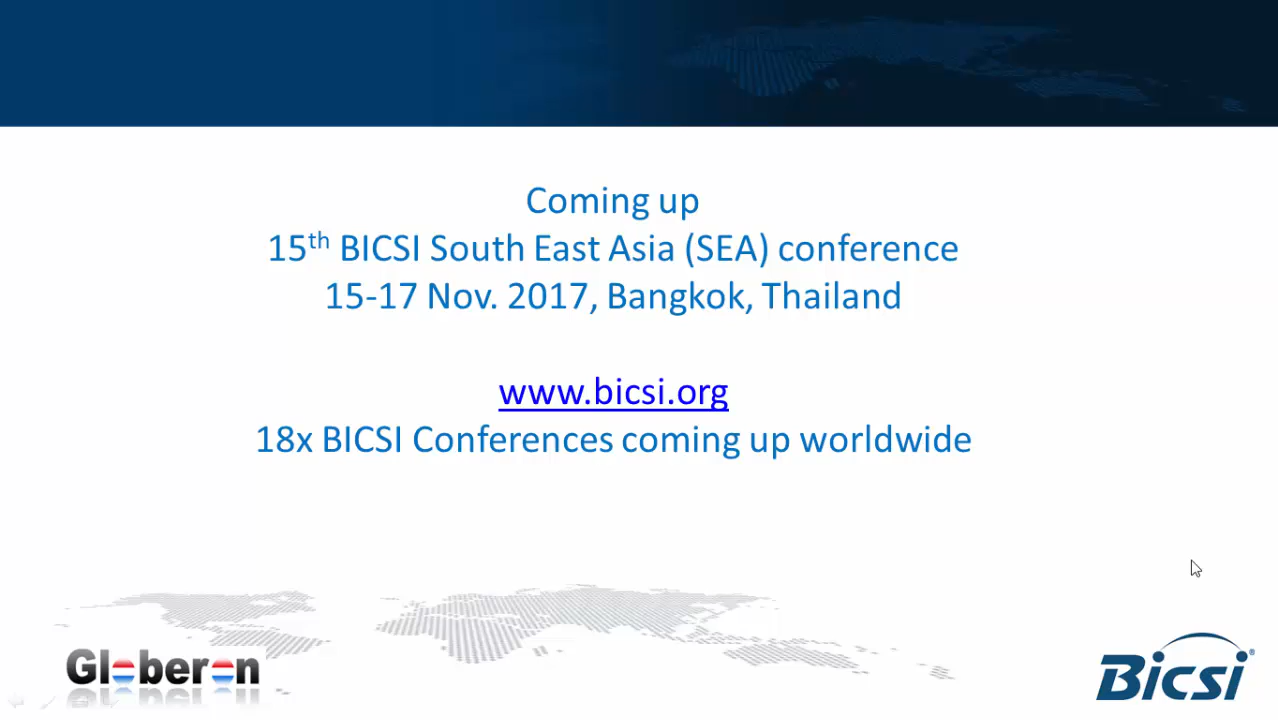 Coming up
15th BICSI South East Asia (SEA) conference
15-17 Nov. 2017, Bangkok, Thailand
www.bicsi.org
18x BICSI Conferences coming up worldwide
Globeron
Bicsi®